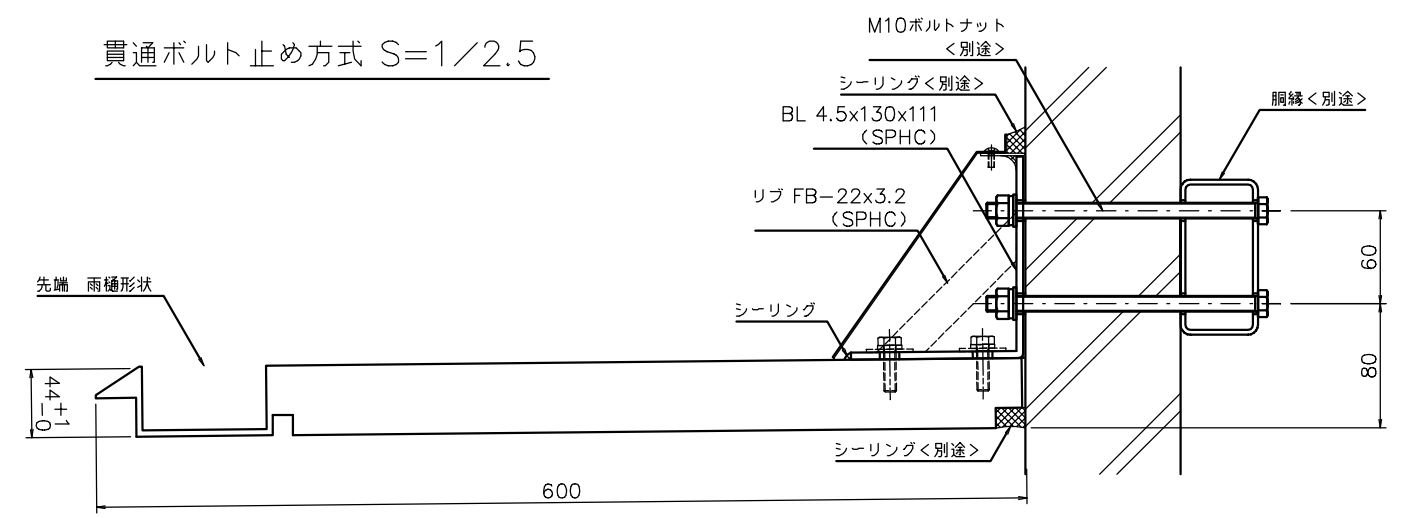 貫通ボルト止め方式 S=1/2.5
M10ボルトナット
<別途>
シーリング<別途>
胴縁<別途>
BL 4.5x130x111
(SPHC)
リブ FB-22x3.2
(SPHC)
先端 雨樋形状
シーリング
60
80
44+1
-0
シーリング<別途>
600